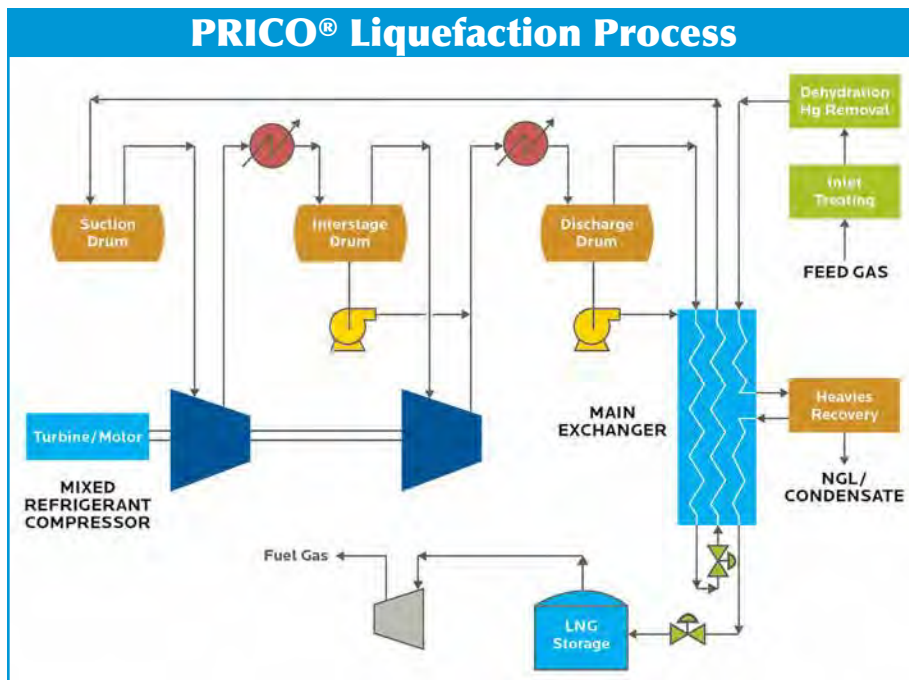 PRICO® Liquefaction Process
Dehydration
Hg Removal
Inlet
Treating
FEED GAS
Suction
Drum
Interstage
Drum
Discharge
Drum
MAIN
EXCHANGER
Heavies
Recovery
NGL/
CONDENSATE
Turbine/Motor
MIXED
REFRIGERANT
COMPRESSOR
Fuel Gas
LNG
Storage